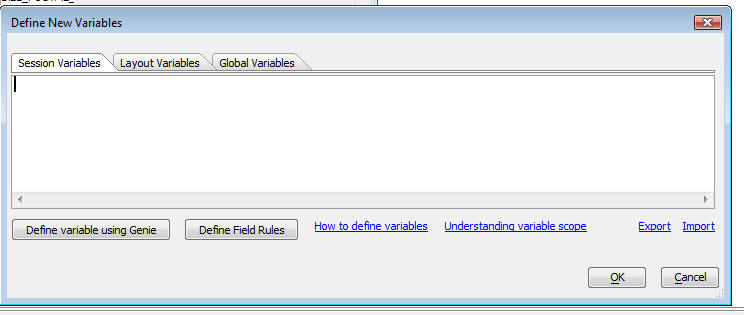 Define New Variables
Session Variables Layout Variables Global Variables
Define variable using Genie Define Field Rules How to define variables Understanding variable scope Export Import
OK Cancel